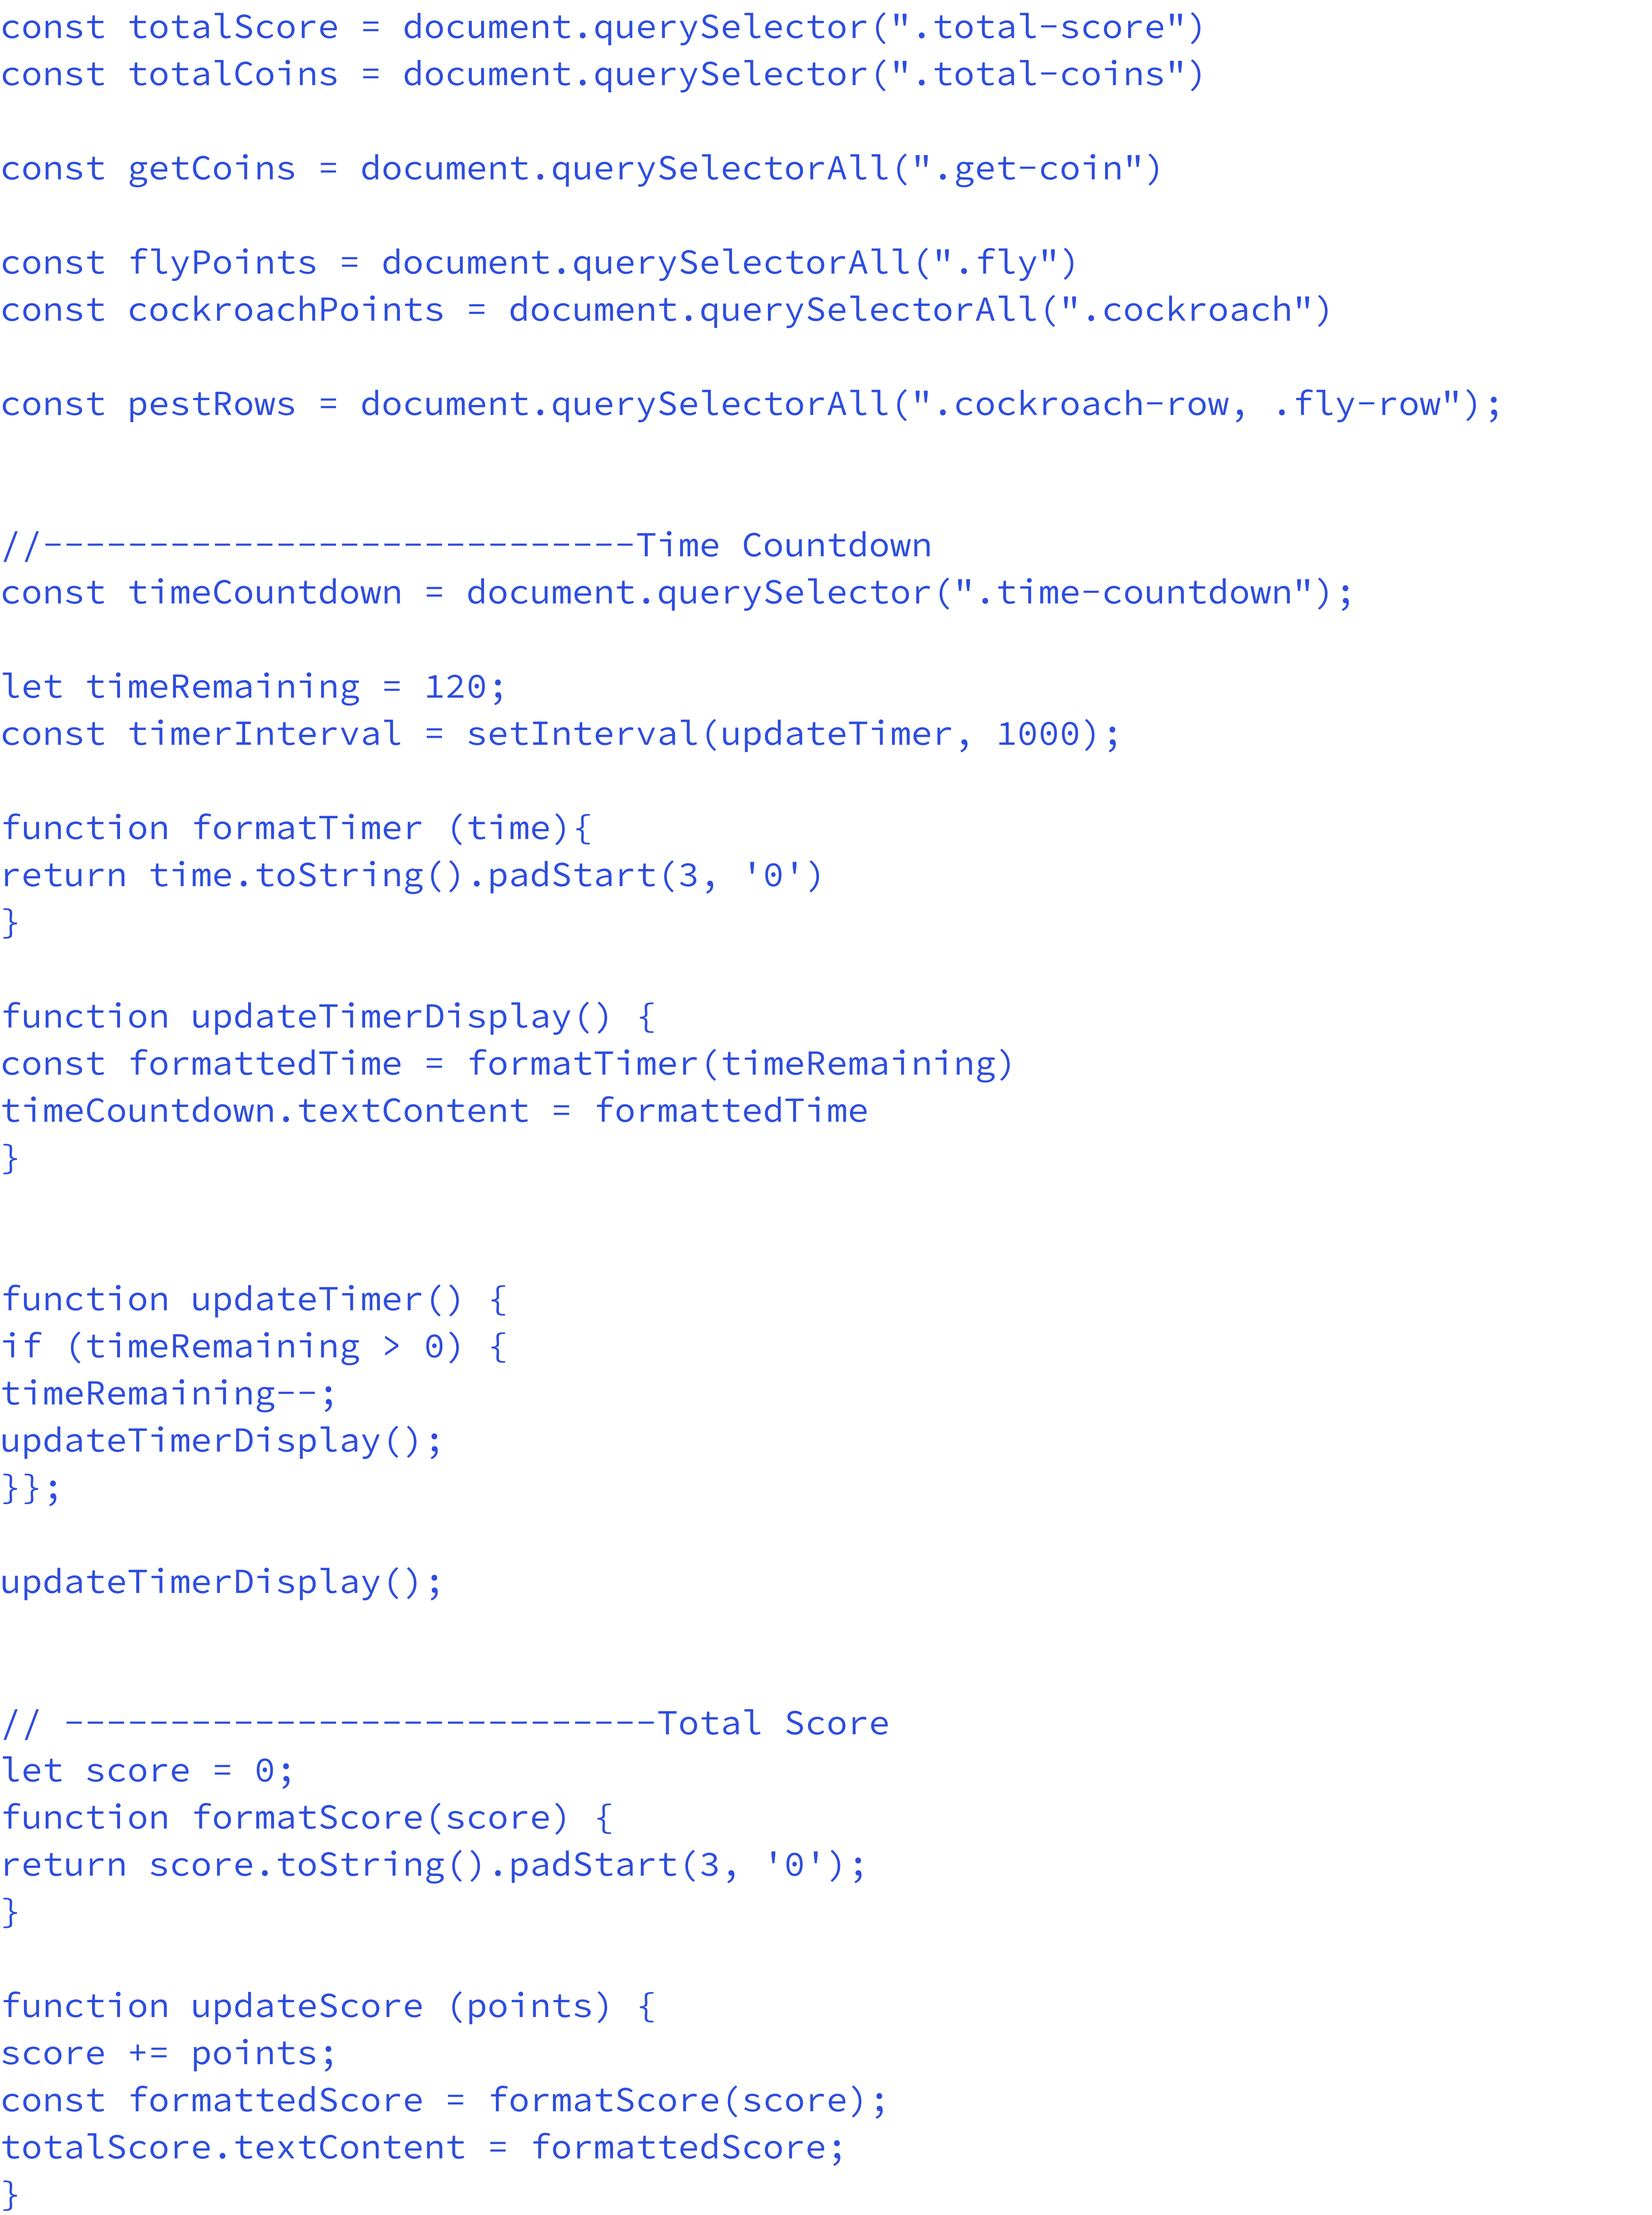 const totalScore = document.querySelector(".total-score")
const totalCoins = document.querySelector(".total-coins")
const getCoins = document.querySelectorAll(".get-coin")
const flyPoints = document.querySelectorAll(".fly")
const cockroachPoints = document.querySelectorAll(".cockroach")
const pestRows = document.querySelectorAll(".cockroach-row, .fly-row");
//----------------------------Time Countdown
const timeCountdown = document.querySelector(".time-countdown");
let timeRemaining = 120;
const timerInterval = setInterval(updateTimer, 1000);
function formatTimer (time){
return time.toString().padStart(3, '0')
}
function updateTimerDisplay() {
const formattedTime = formatTimer(timeRemaining)
timeCountdown.textContent = formattedTime
}
function updateTimer() {
if (timeRemaining > 0) {
timeRemaining--;
updateTimerDisplay();
}};
updateTimerDisplay();
// ----------------------------Total Score
let score = 0;
function formatScore(score) {
return score.toString().padStart(3, '0');
}
function updateScore (points) {
score += points;
const formattedScore = formatScore(score);
totalScore.textContent = formattedScore;
}